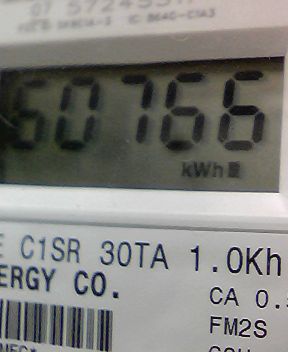 60766
kWh
E C1SR 30TA 1.0Kh
ERGY CO.
CA 0.
FM2S